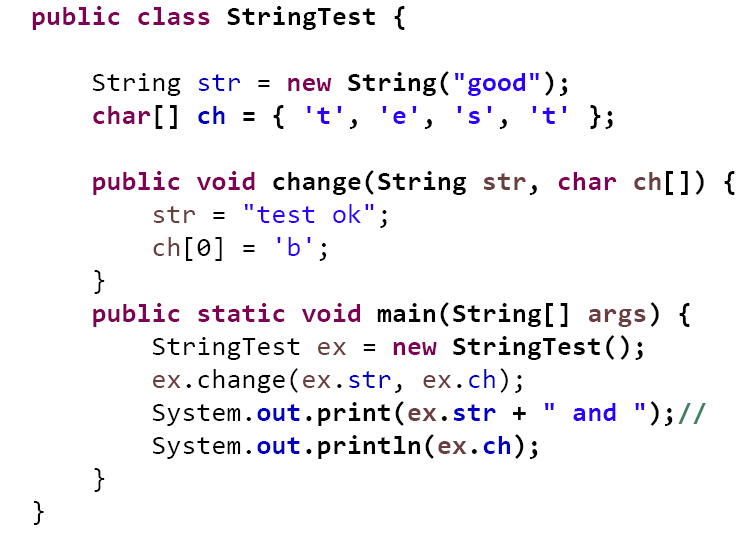 public class StringTest {
String str = new String("good");
char[] ch = { 't', 'e', 's', 't' };
public void change(String str, char ch[]) {
str = "test ok";
ch[0] = 'b';
}
public static void main(String[] args) {
StringTest ex = new StringTest();
ex.change(ex.str, ex.ch);
System.out.print(ex.str + " and ");//
System.out.println(ex.ch);
}
}